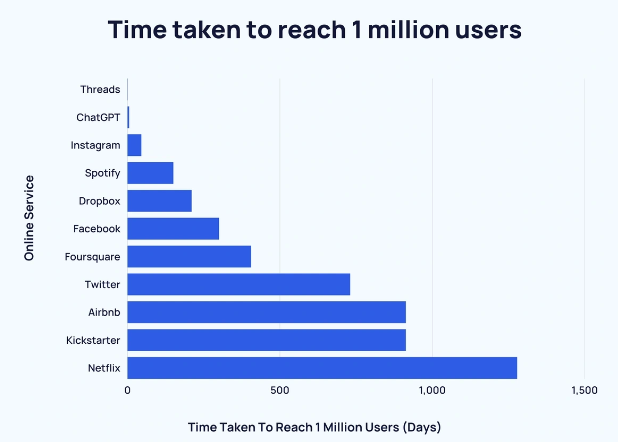 Time taken to reach 1 million users
Online Service
Threads
ChatGPT
Instagram
Spotify
Dropbox
Facebook
Foursquare
Twitter
Airbnb
Kickstarter
Netflix
0 500 1,000 1,500
Time Taken To Reach 1 Million Users (Days)